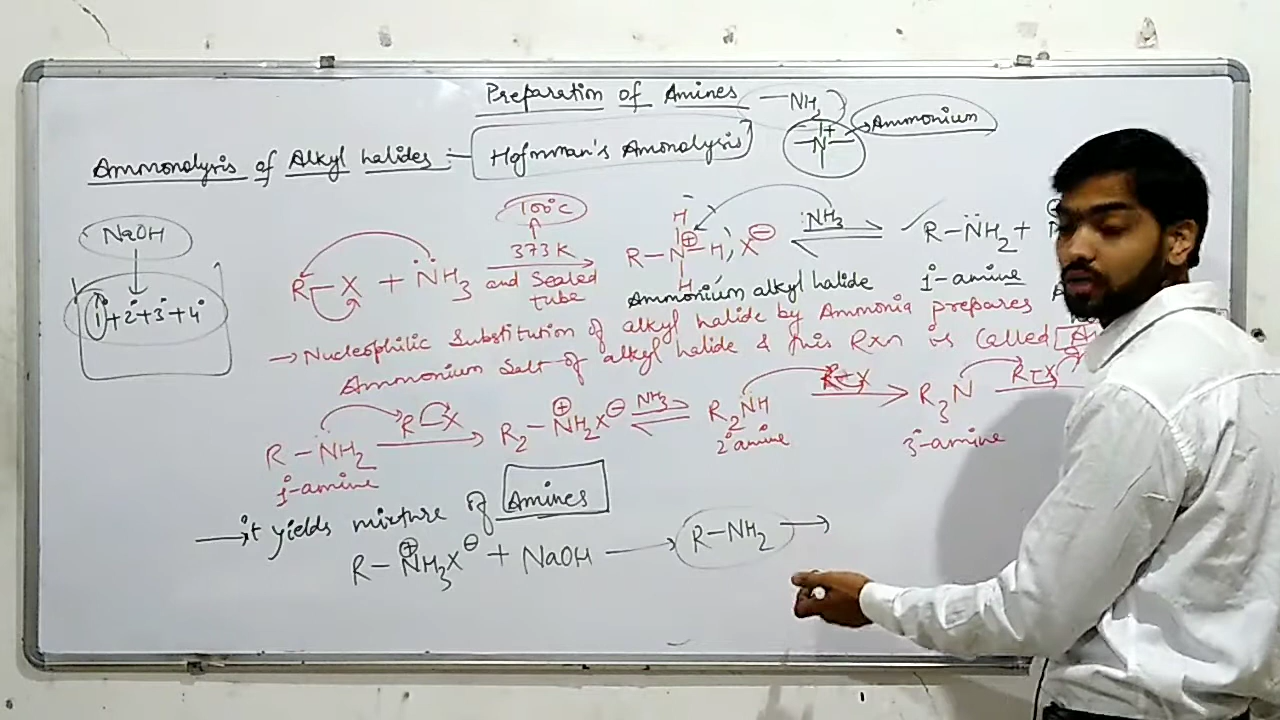 Preparation of Amines —NH2
Ammonolysis of Alkyl halides :— Hofmman's Amonolysis
—N— + → Ammonium
NaOH
1° + 2° + 3° + 4°
100°C
R — X + NH3 373 K and Sealed tube
H
R — N⊕ — H, X⊖ :NH3 ⇌ R — NH2 +
H
Ammonium alkyl halide 1°-amine
→ Nucleophilic Substitution of alkyl halide by Ammonia prepares
Ammonium Salt of alkyl halide & this Rxn is Called
R — NH2 R — X → R2 — N⊕H2X⊖ NH3 ⇌ R2NH R — X → R3N R — X
1°-amine 2° amine 3°-amine
→ it yields mixture of Amines
R — N⊕H3X⊖ + NaOH → R — NH2 →